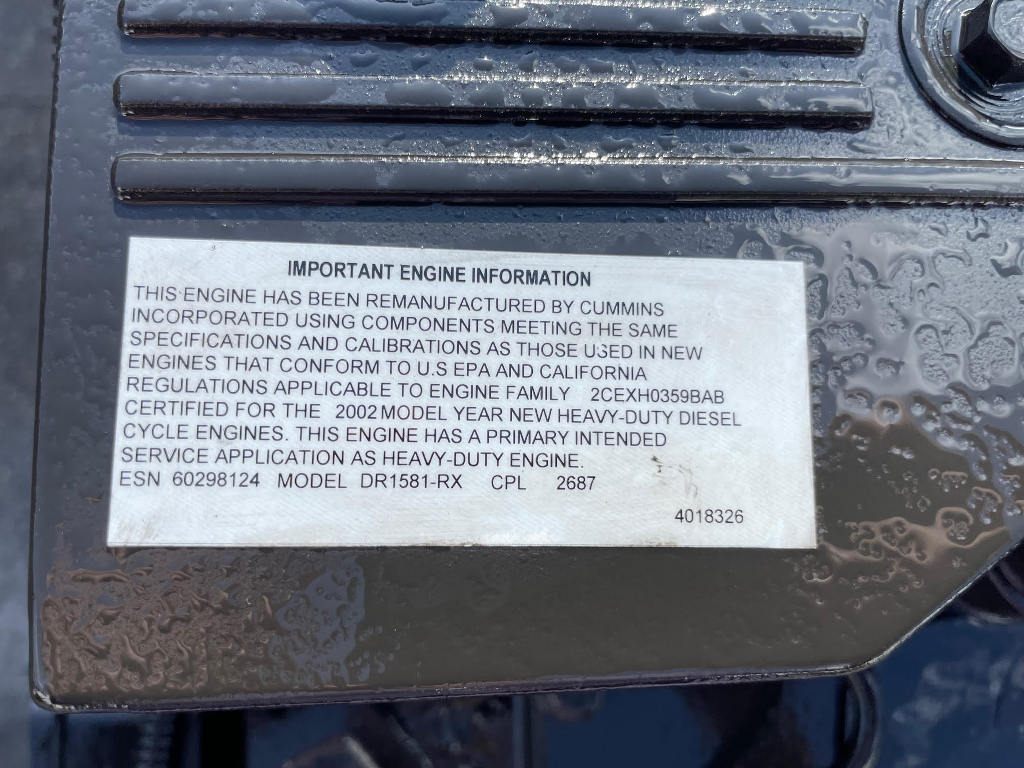 IMPORTANT ENGINE INFORMATION
THIS ENGINE HAS BEEN REMANUFACTURED BY CUMMINS
INCORPORATED USING COMPONENTS MEETING THE SAME
SPECIFICATIONS AND CALIBRATIONS AS THOSE USED IN NEW
ENGINES THAT CONFORM TO U.S EPA AND CALIFORNIA
REGULATIONS APPLICABLE TO ENGINE FAMILY 2CEXH0359BAB
CERTIFIED FOR THE 2002 MODEL YEAR NEW HEAVY-DUTY DIESEL
CYCLE ENGINES. THIS ENGINE HAS A PRIMARY INTENDED
SERVICE APPLICATION AS HEAVY-DUTY ENGINE.
ESN 60298124 MODEL DR1581-RX CPL 2687
4018326